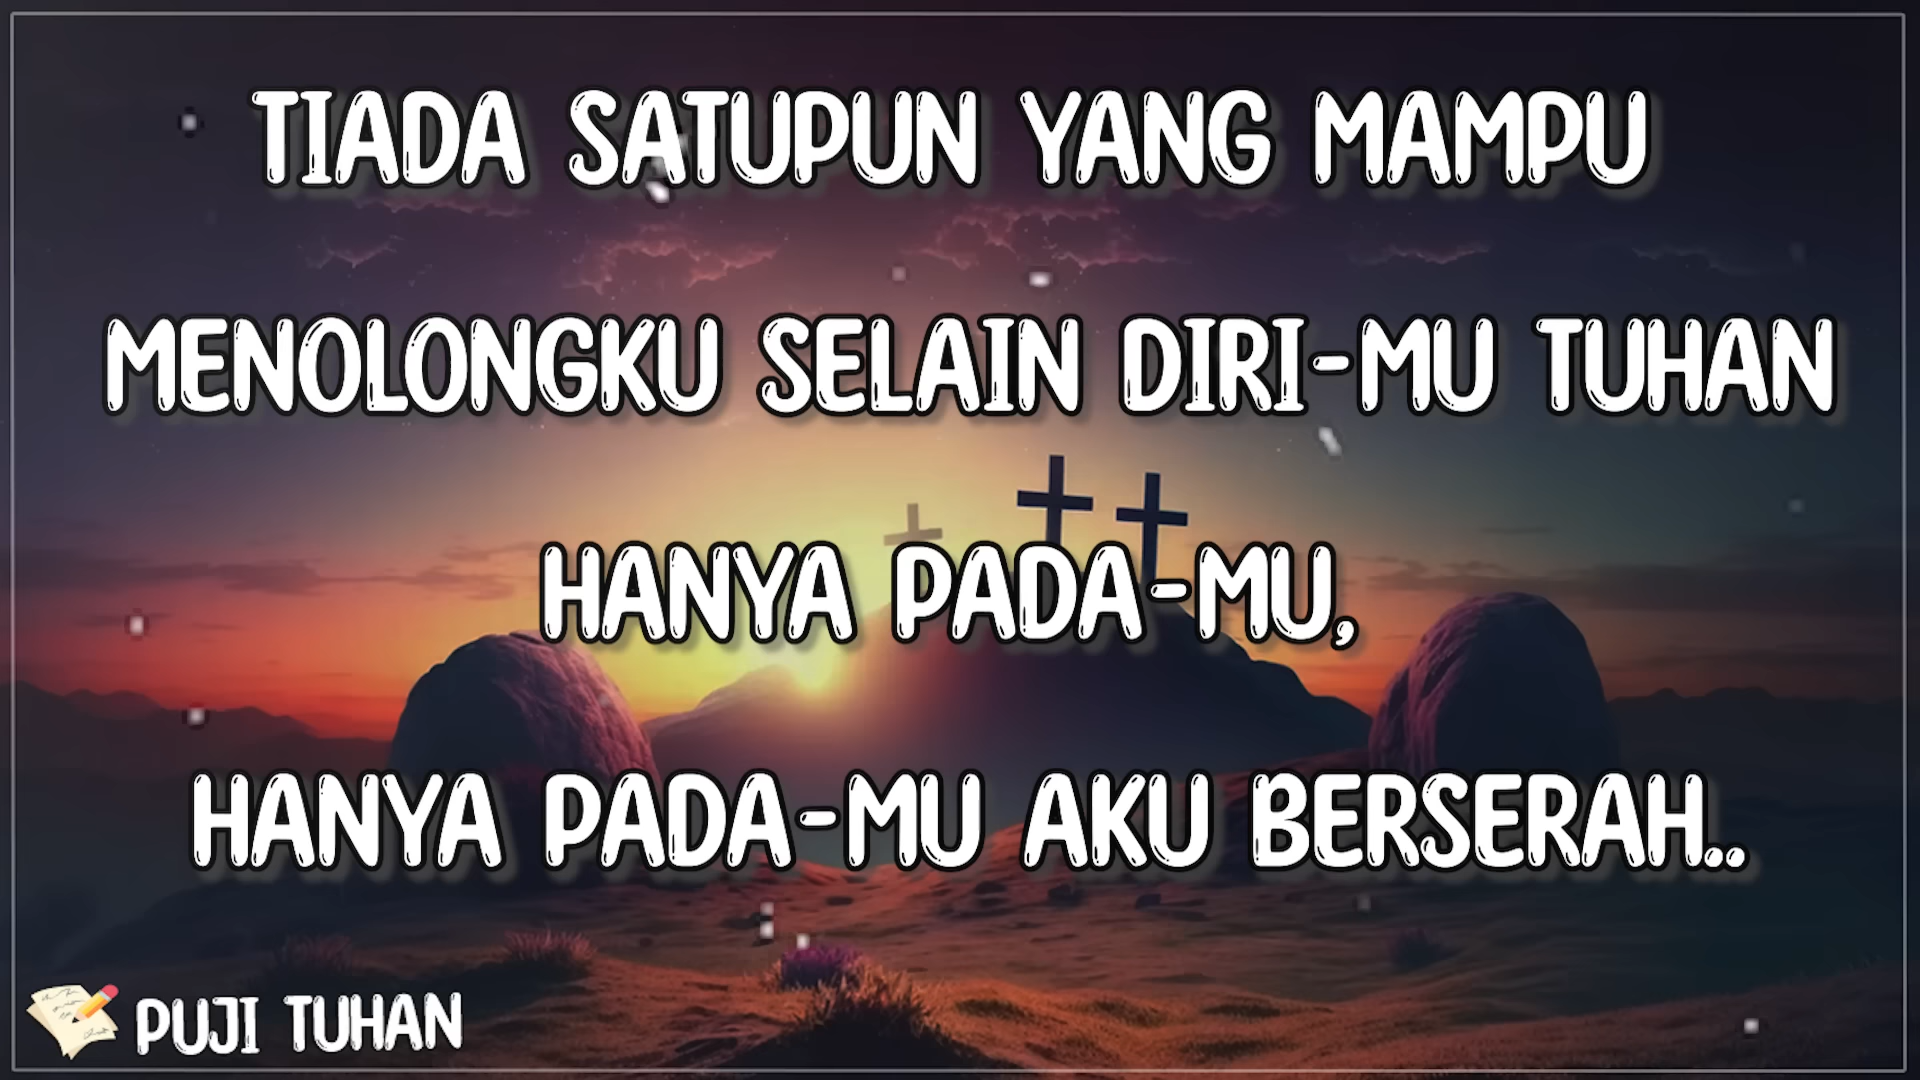 TIADA SATUPUN YANG MAMPU
MENOLONGKU SELAIN DIRI-MU TUHAN
HANYA PADA-MU,
HANYA PADA-MU AKU BERSERAH..
PUJI TUHAN